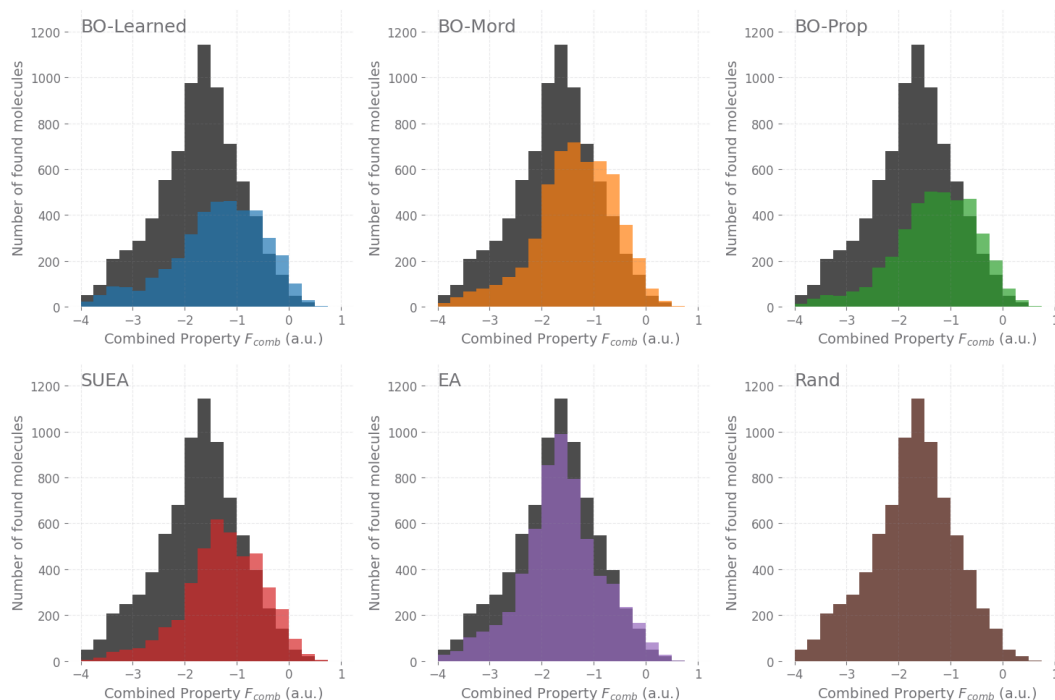 BO-Learned
Number of found molecules
1200
1000
800
600
400
200
0
−4 −3 −2 −1 0 1
Combined Property F_comb (a.u.)
BO-Mord
Number of found molecules
1200
1000
800
600
400
200
0
−4 −3 −2 −1 0 1
Combined Property F_comb (a.u.)
BO-Prop
Number of found molecules
1200
1000
800
600
400
200
0
−4 −3 −2 −1 0 1
Combined Property F_comb (a.u.)
SUEA
Number of found molecules
1200
1000
800
600
400
200
0
−4 −3 −2 −1 0 1
Combined Property F_comb (a.u.)
EA
Number of found molecules
1200
1000
800
600
400
200
0
−4 −3 −2 −1 0 1
Combined Property F_comb (a.u.)
Rand
Number of found molecules
1200
1000
800
600
400
200
0
−4 −3 −2 −1 0 1
Combined Property F_comb (a.u.)